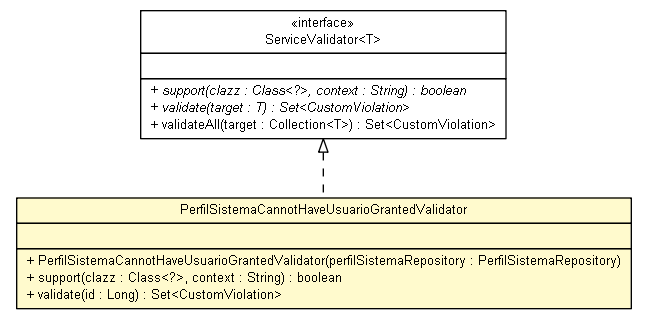 «interface»
ServiceValidator<T>
+ support(clazz : Class<?>, context : String) : boolean
+ validate(target : T) : Set<CustomViolation>
+ validateAll(target : Collection<T>) : Set<CustomViolation>
PerfilSistemaCannotHaveUsuarioGrantedValidator
+ PerfilSistemaCannotHaveUsuarioGrantedValidator(perfilSistemaRepository : PerfilSistemaRepository)
+ support(clazz : Class<?>, context : String) : boolean
+ validate(id : Long) : Set<CustomViolation>